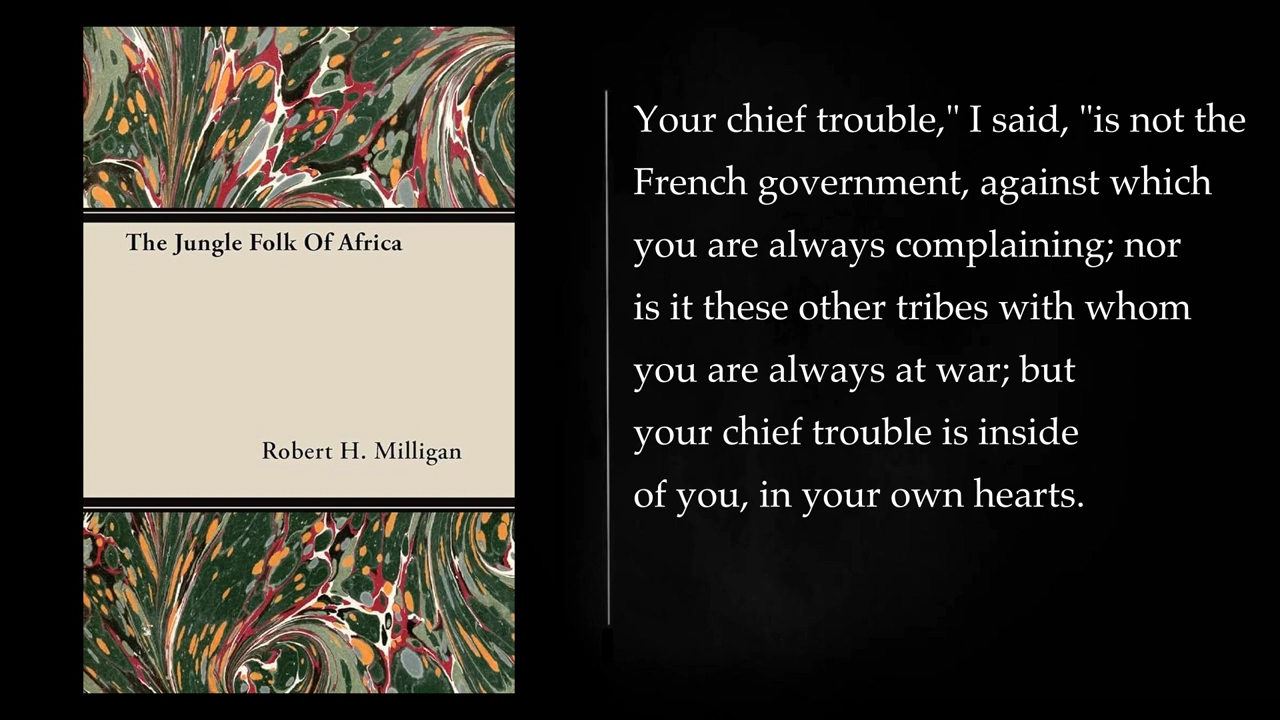 The Jungle Folk Of Africa
Robert H. Milligan
Your chief trouble," I said, "is not the
French government, against which
you are always complaining; nor
is it these other tribes with whom
you are always at war; but
your chief trouble is inside
of you, in your own hearts.